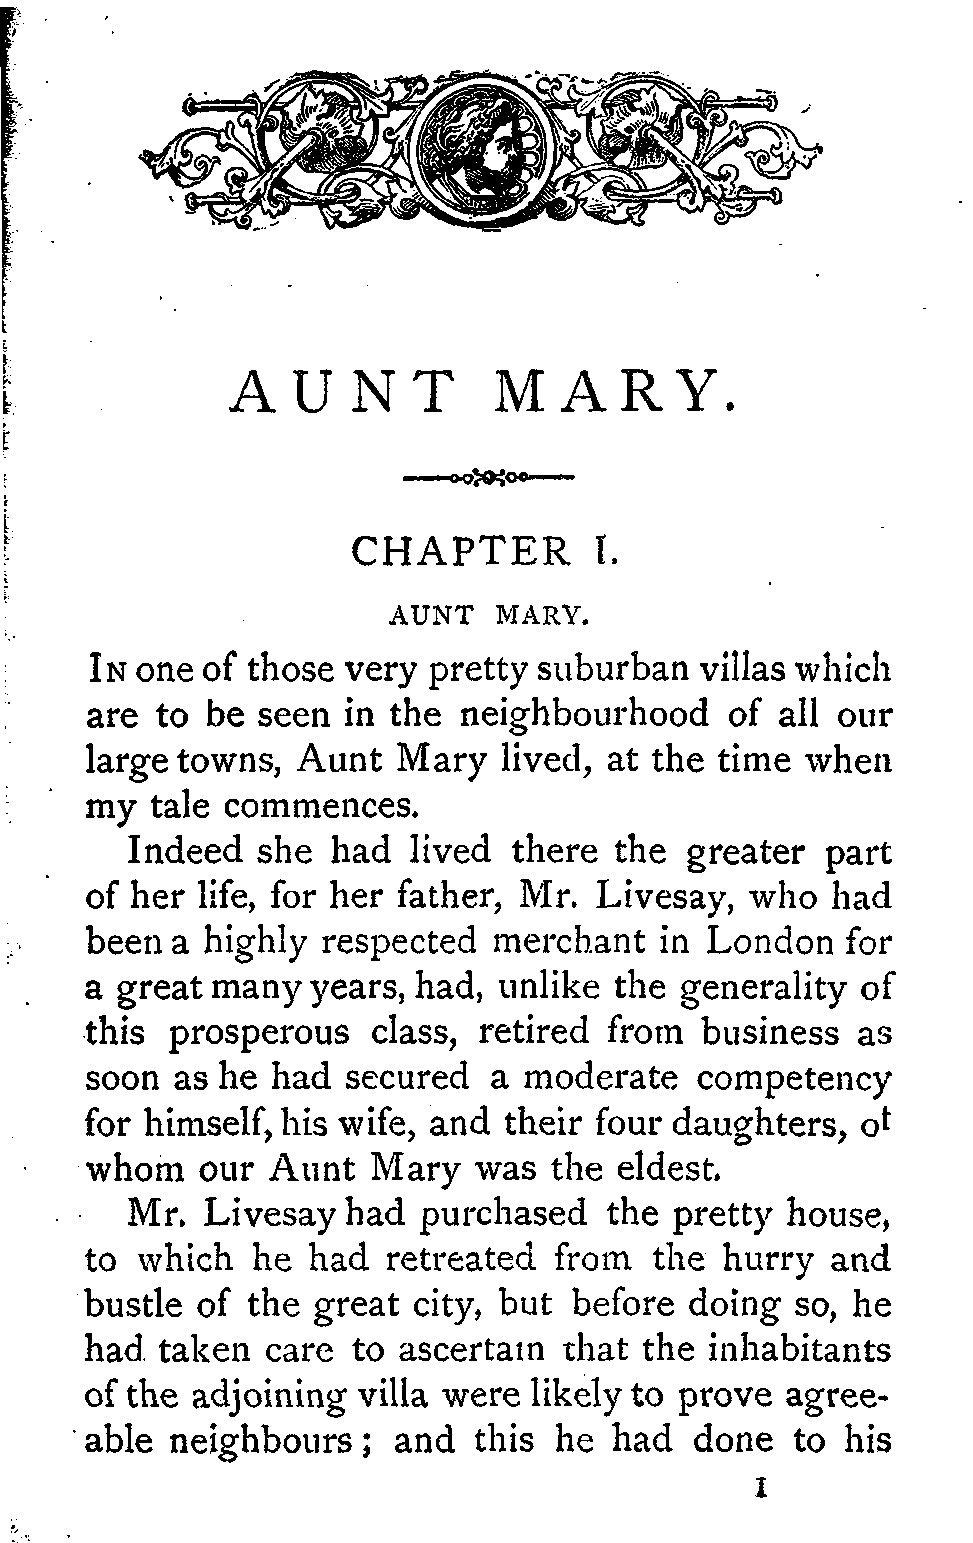 AUNT MARY.
CHAPTER I.
AUNT MARY.
IN one of those very pretty suburban villas which
are to be seen in the neighbourhood of all our
large towns, Aunt Mary lived, at the time when
my tale commences.
Indeed she had lived there the greater part
of her life, for her father, Mr. Livesay, who had
been a highly respected merchant in London for
a great many years, had, unlike the generality of
this prosperous class, retired from business as
soon as he had secured a moderate competency
for himself, his wife, and their four daughters, of
whom our Aunt Mary was the eldest.
Mr. Livesay had purchased the pretty house,
to which he had retreated from the hurry and
bustle of the great city, but before doing so, he
had taken care to ascertain that the inhabitants
of the adjoining villa were likely to prove agree-
able neighbours; and this he had done to his
I